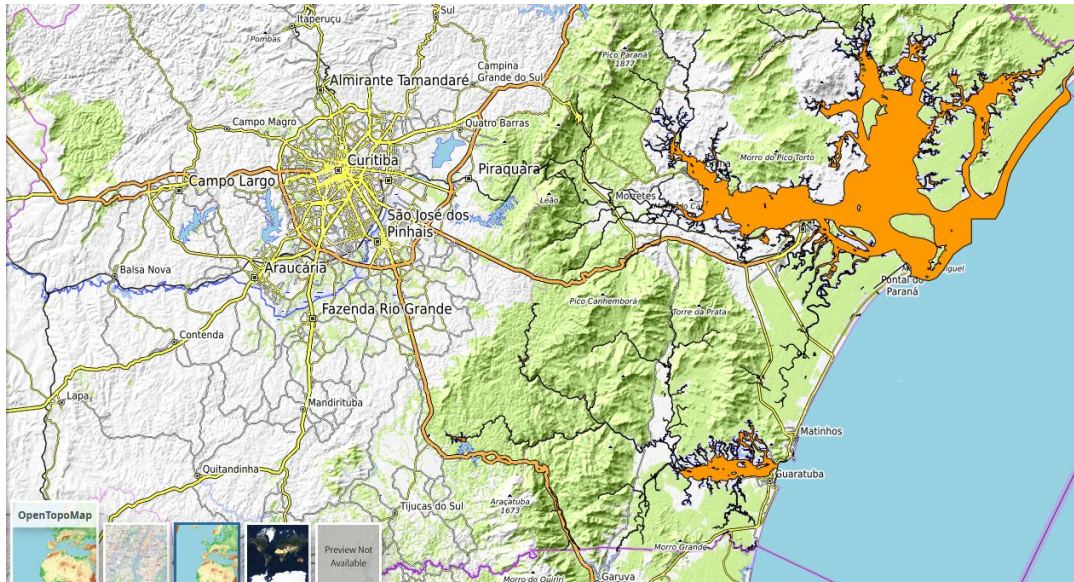 Itaperuçu
Sul
Pombas
Pico Paraná
1877
Almirante Tamandaré
Campina
Grande do Sul
Campo Magro
Quatro Barras
Morro do Pico Torto
Curitiba
Piraquara
Campo Largo
Leão
Morretes
São José dos
Pinhais
Balsa Nova
Araucária
Pontal do
Paraná
Pico Canhemborá
Torre da Prata
Fazenda Rio Grande
Contenda
Lapa
Mandirituba
Matinhos
Quitandinha
Guaratuba
Araçatuba
1673
Tijucas do Sul
OpenTopoMap
Preview Not
Available
Morro Grande
Morro do Quiriri
Garuva